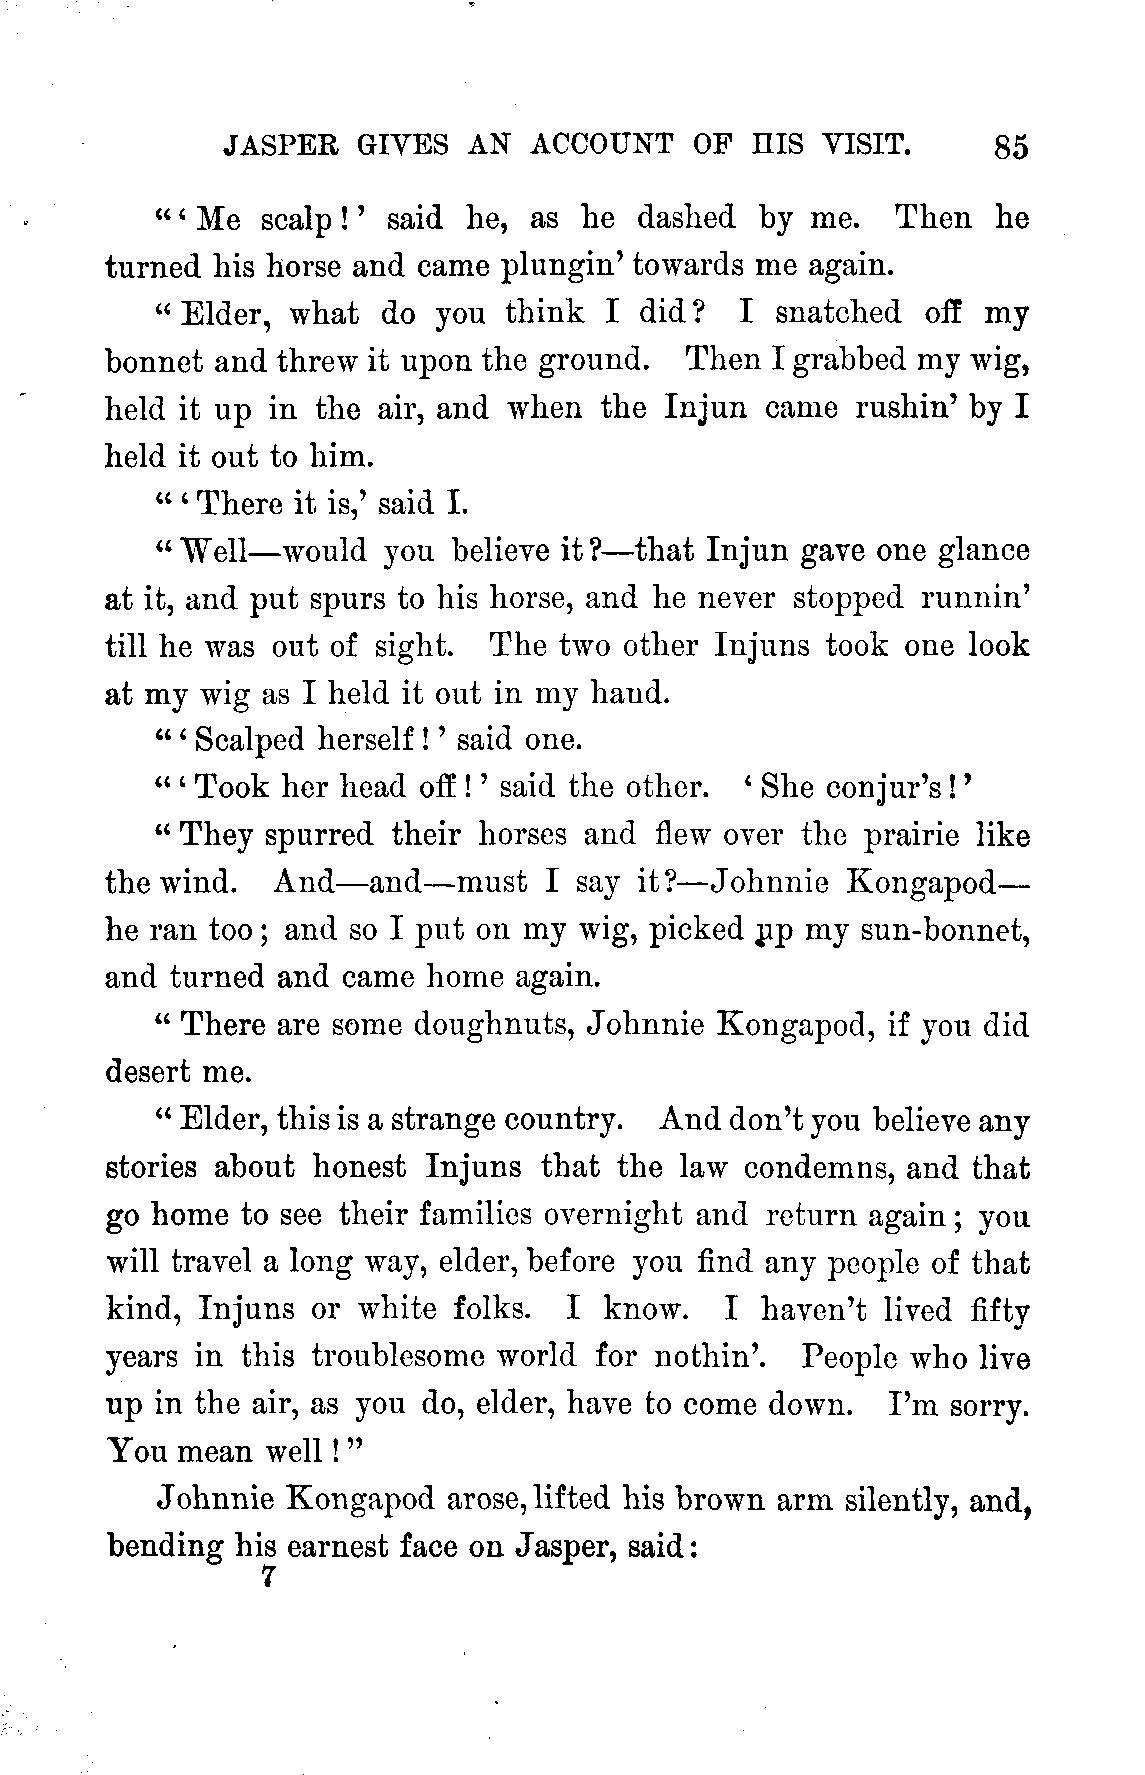 JASPER GIVES AN ACCOUNT OF HIS VISIT. 85
"'Me scalp!' said he, as he dashed by me. Then he
turned his horse and came plungin' towards me again.
"Elder, what do you think I did? I snatched off my
bonnet and threw it upon the ground. Then I grabbed my wig,
held it up in the air, and when the Injun came rushin' by I
held it out to him.
"'There it is,' said I.
"Well—would you believe it?—that Injun gave one glance
at it, and put spurs to his horse, and he never stopped runnin'
till he was out of sight. The two other Injuns took one look
at my wig as I held it out in my hand.
"'Scalped herself!' said one.
"'Took her head off!' said the other. 'She conjur's!'
"They spurred their horses and flew over the prairie like
the wind. And—and—must I say it?—Johnnie Kongapod—
he ran too; and so I put on my wig, picked up my sun-bonnet,
and turned and came home again.
"There are some doughnuts, Johnnie Kongapod, if you did
desert me.
"Elder, this is a strange country. And don't you believe any
stories about honest Injuns that the law condemns, and that
go home to see their families overnight and return again; you
will travel a long way, elder, before you find any people of that
kind, Injuns or white folks. I know. I haven't lived fifty
years in this troublesome world for nothin'. People who live
up in the air, as you do, elder, have to come down. I'm sorry.
You mean well!"
Johnnie Kongapod arose, lifted his brown arm silently, and,
bending his earnest face on Jasper, said:
7